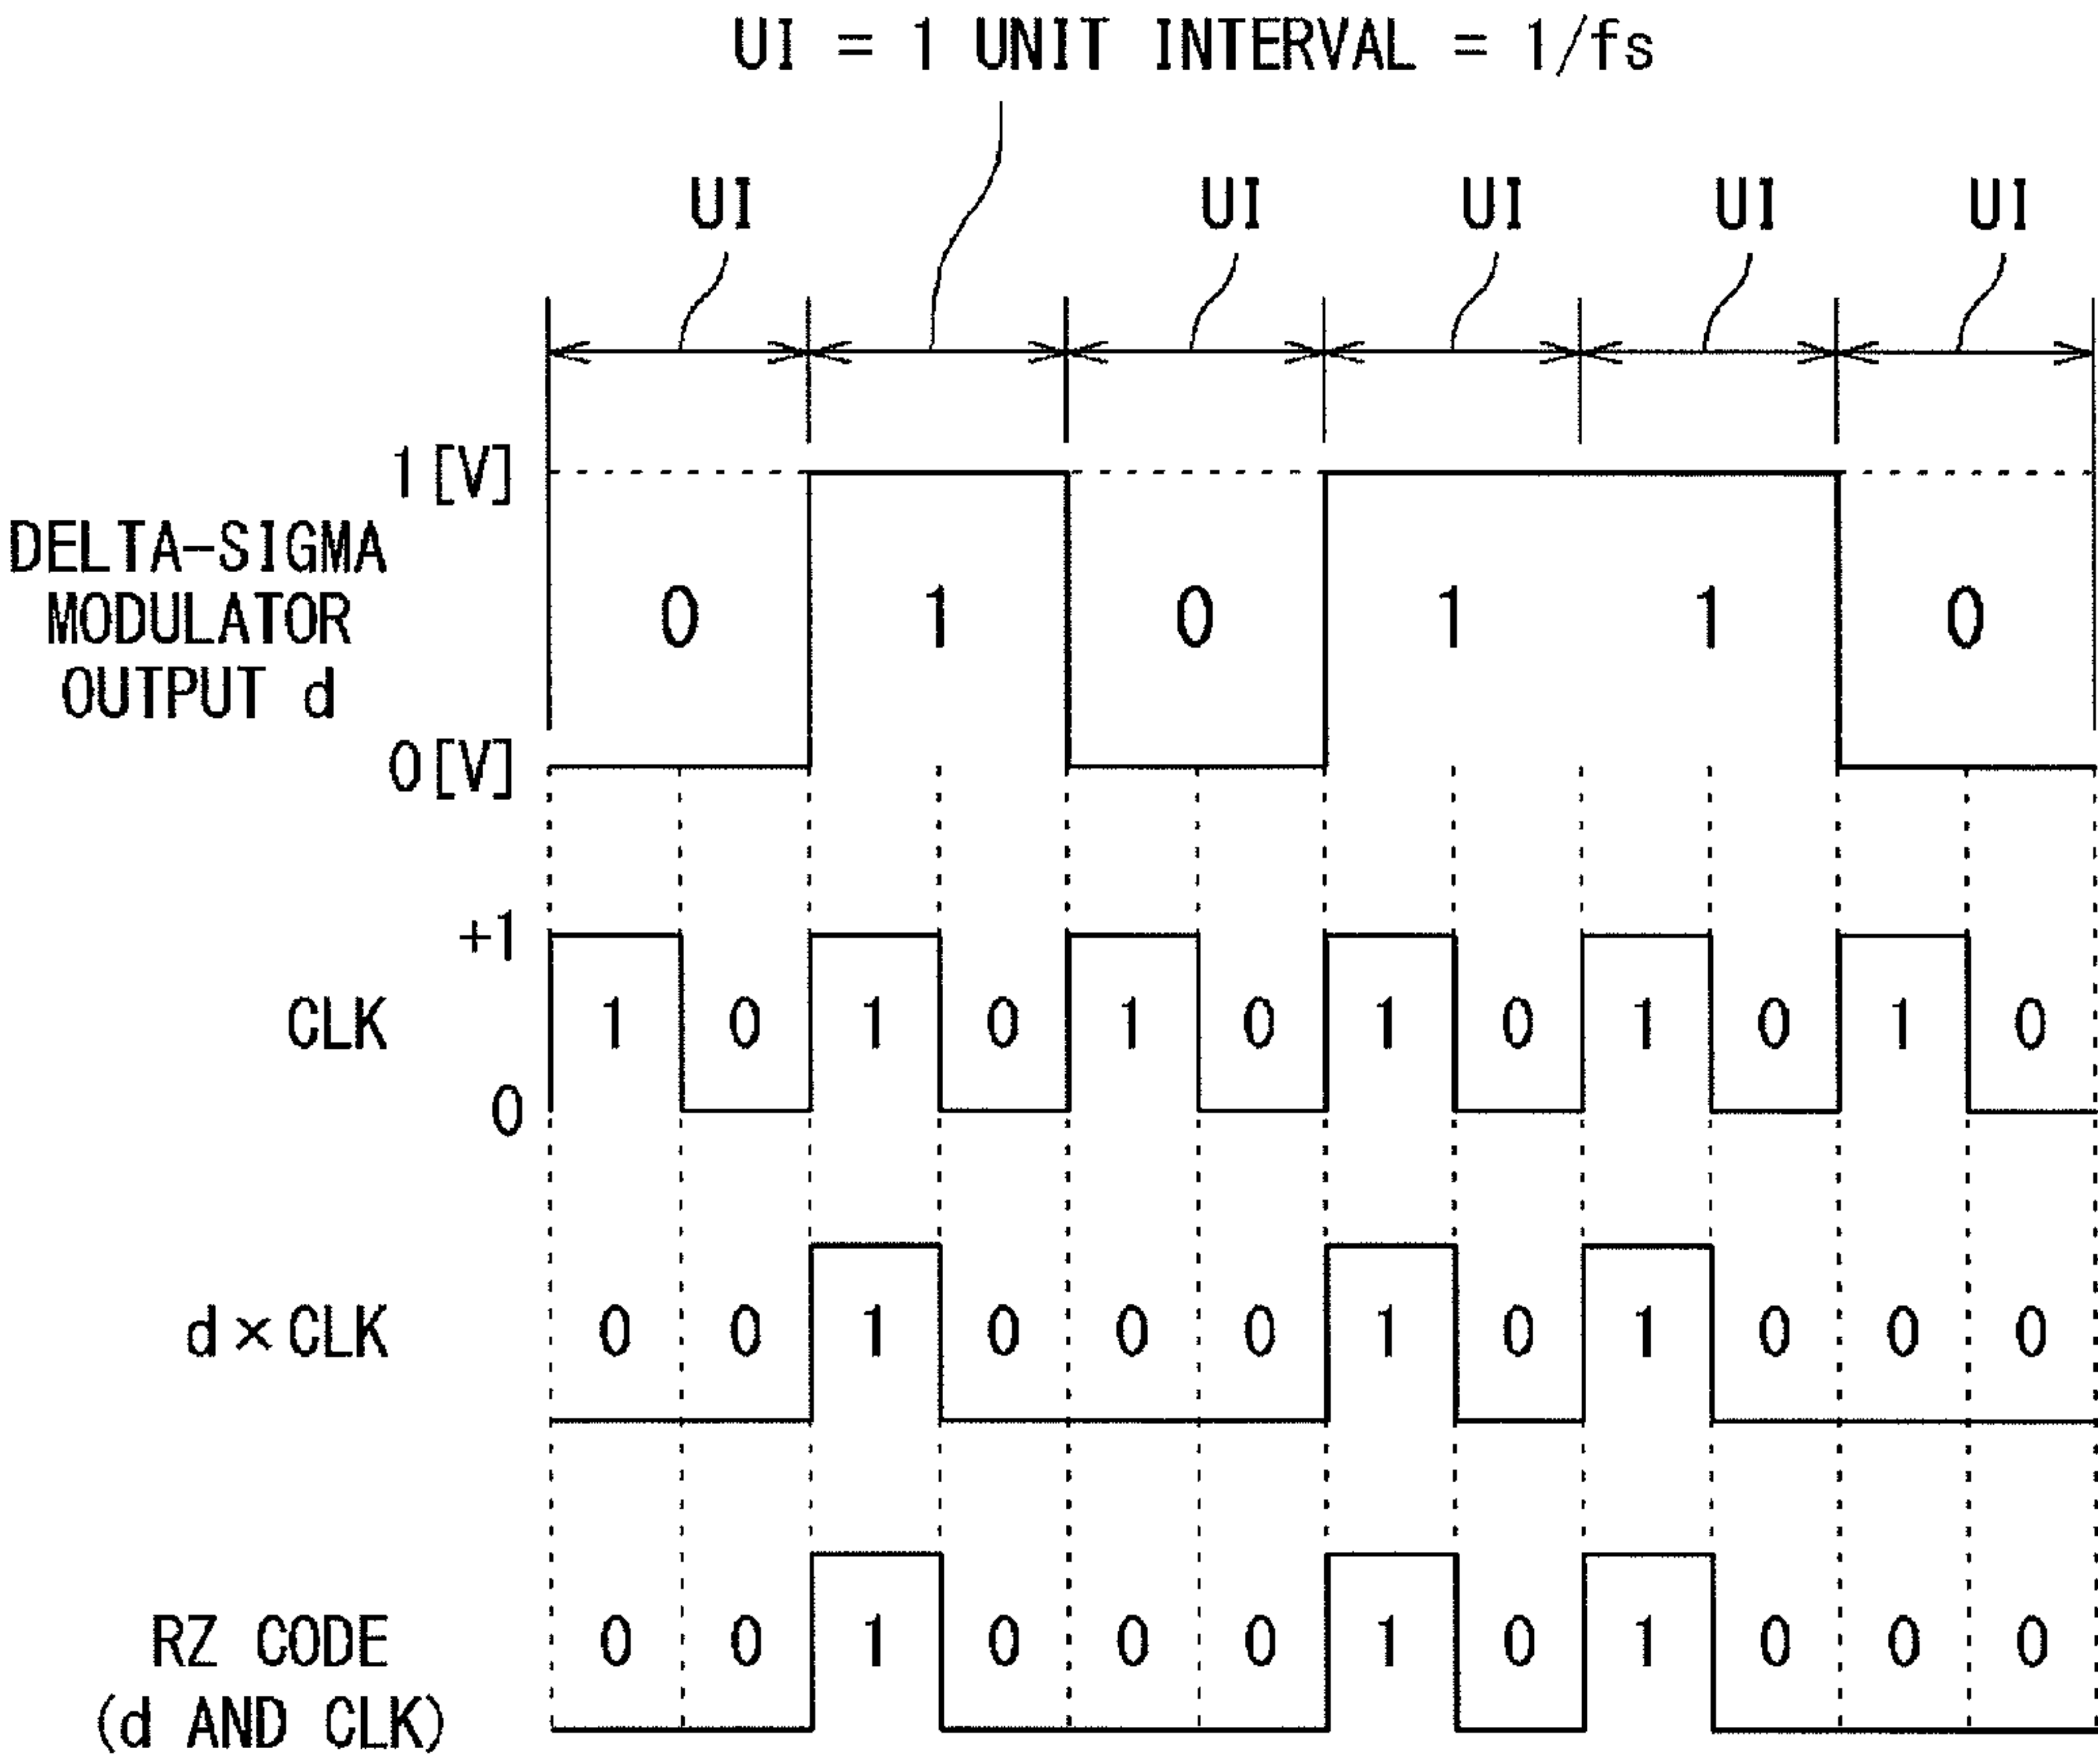 UI = 1 UNIT INTERVAL = 1/fs
UI UI UI UI UI
1[V]
DELTA-SIGMA
MODULATOR
OUTPUT d
0 1 0 1 1 0
0[V]
+1
CLK
1 0 1 0 1 0 1 0 1 0 1 0
0
d×CLK
0 0 1 0 0 0 1 0 1 0 0 0
RZ CODE
(d AND CLK)
0 0 1 0 0 0 1 0 1 0 0 0